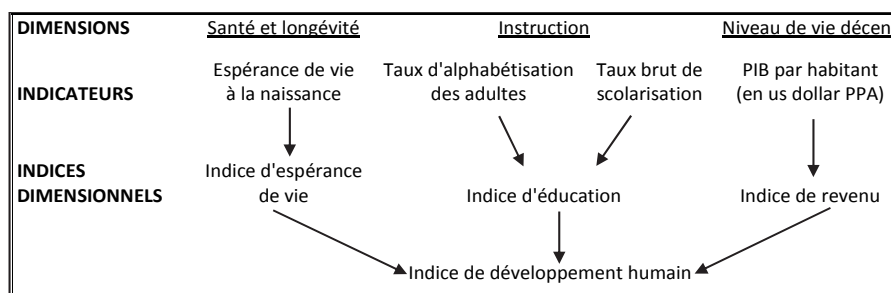 DIMENSIONS Santé et longévité Instruction Niveau de vie décen
Espérance de vie Taux d'alphabétisation Taux brut de PIB par habitant
INDICATEURS à la naissance des adultes scolarisation (en us dollar PPA)
INDICES Indice d'espérance
DIMENSIONNELS de vie Indice d'éducation Indice de revenu
Indice de développement humain